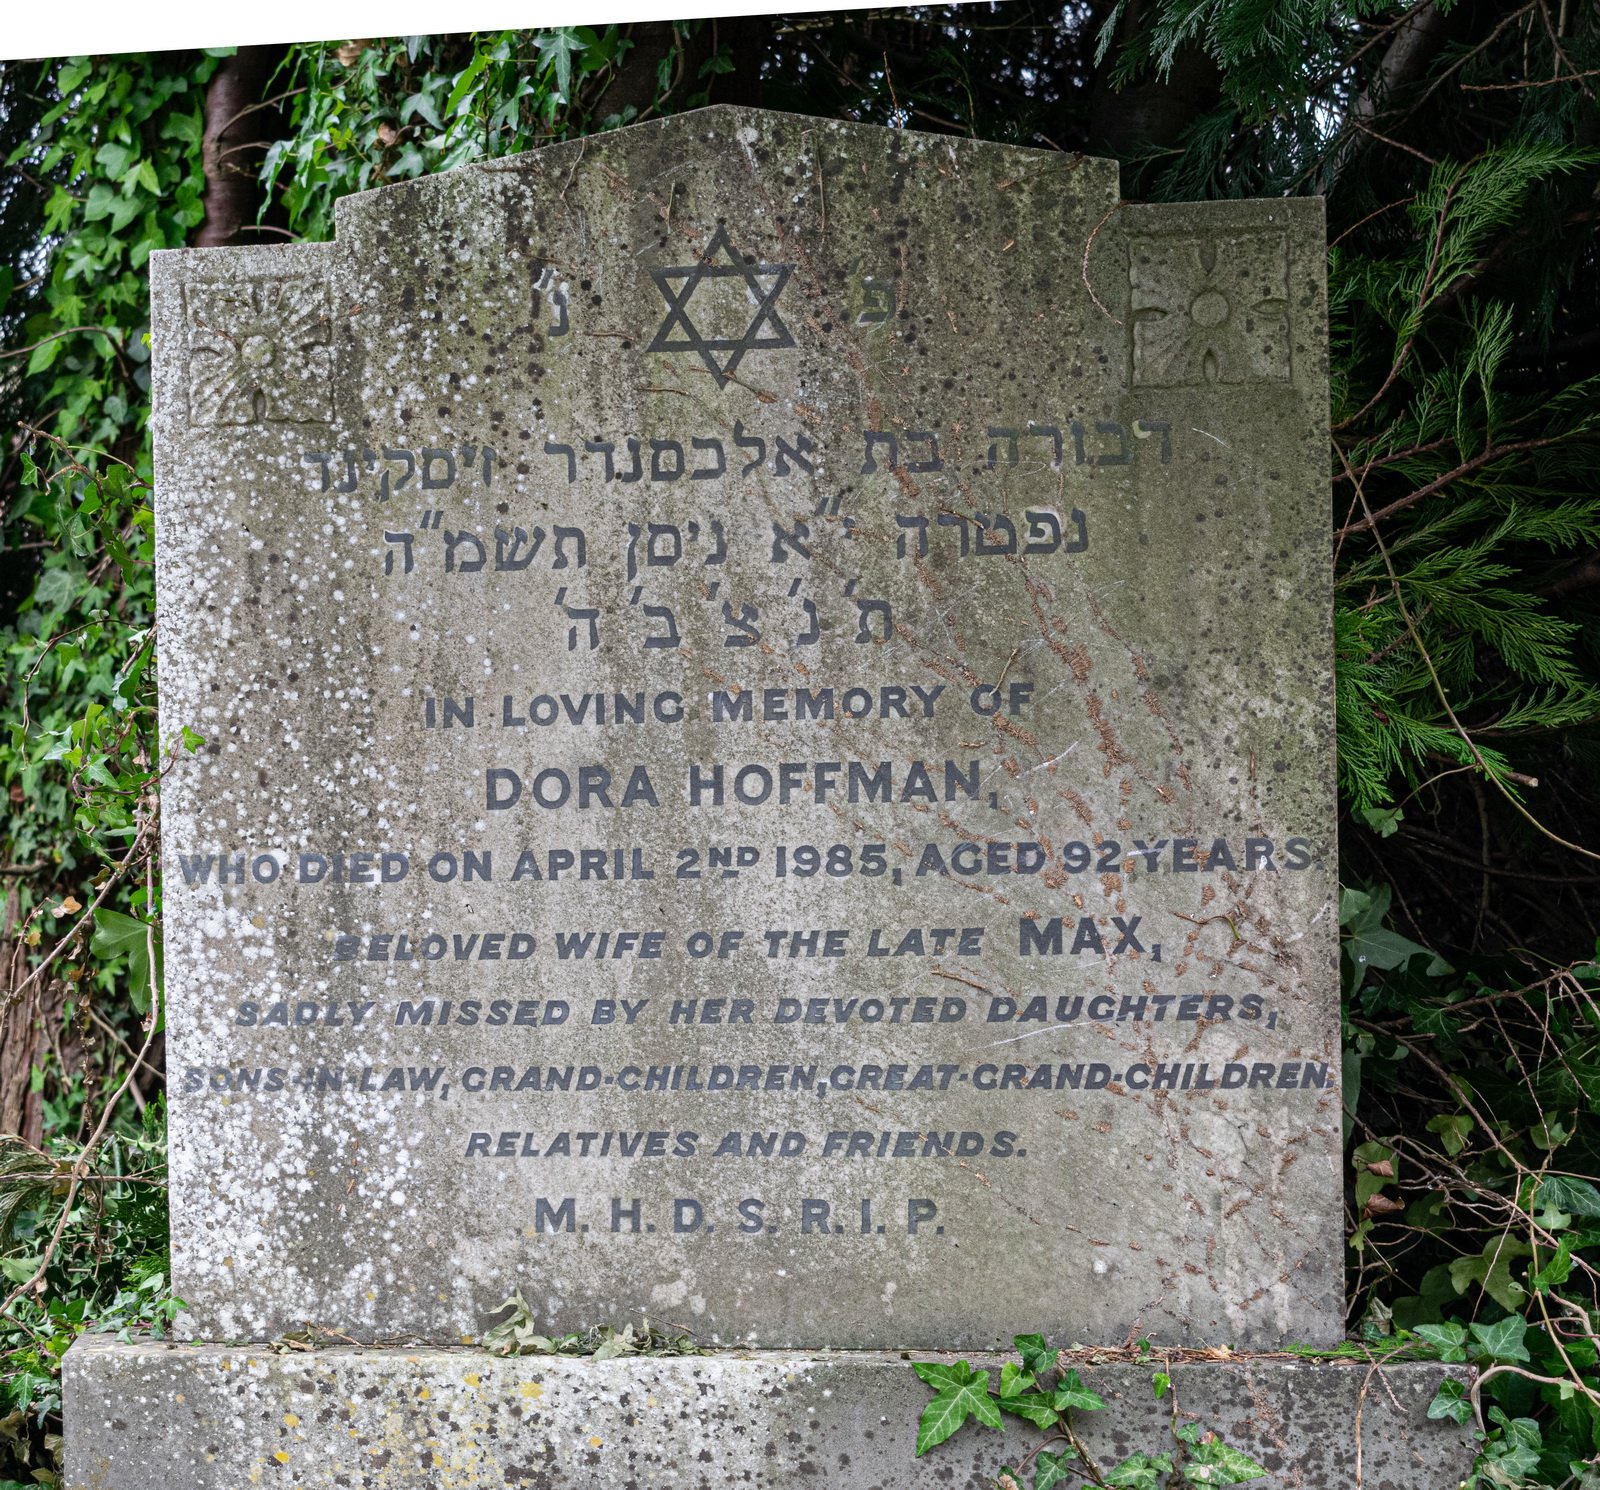 פ' נ'
דבורה בת אלכסנדר זיסקינד
נפטרה י"א ניסן תשמ"ה
ת' נ' צ' ב' ה'
IN LOVING MEMORY OF
DORA HOFFMAN,
WHO DIED ON APRIL 2ND 1985, AGED 92 YEARS.
BELOVED WIFE OF THE LATE MAX,
SADLY MISSED BY HER DEVOTED DAUGHTERS,
SONS-IN-LAW, GRAND-CHILDREN, GREAT-GRAND-CHILDREN,
RELATIVES AND FRIENDS.
M. H. D. S. R. I. P.